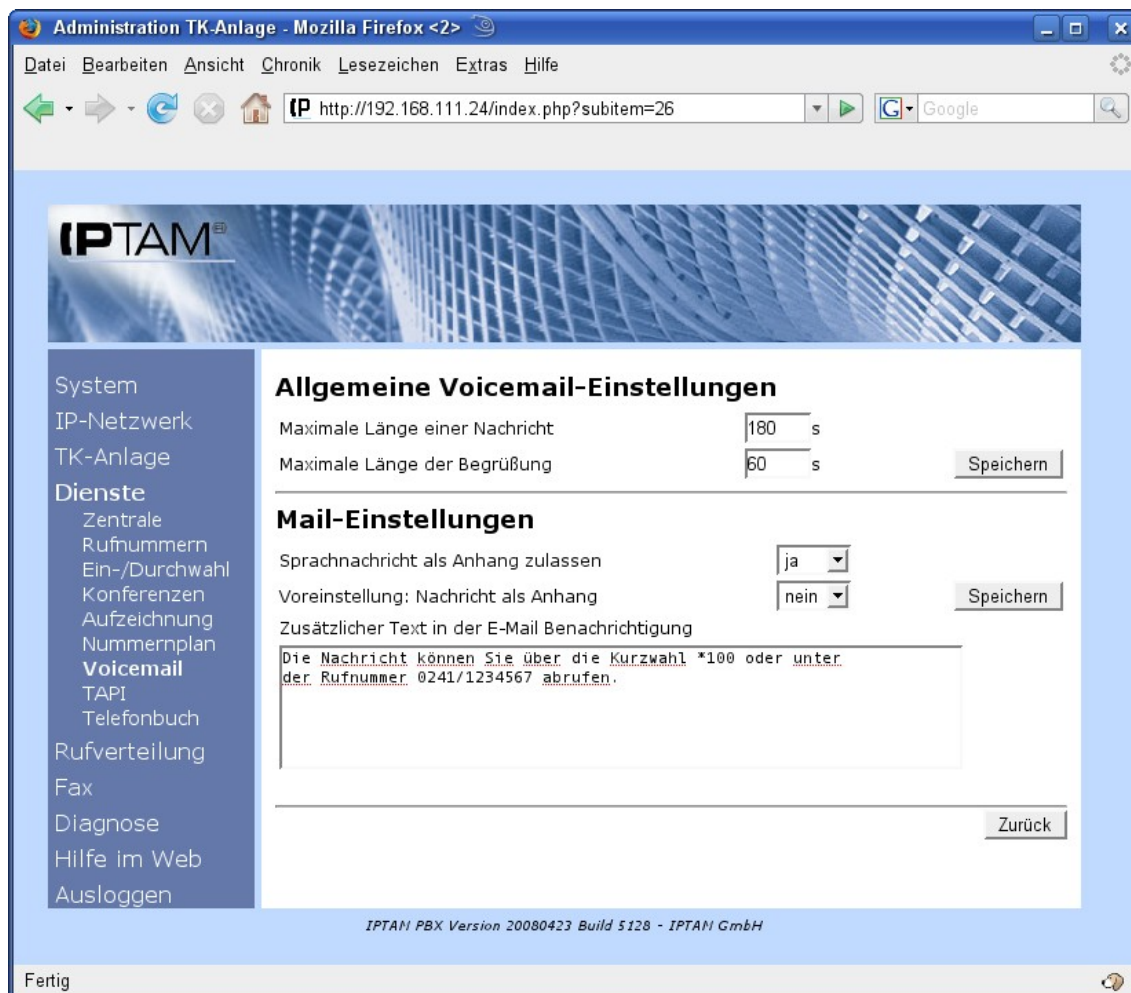 Administration TK-Anlage - Mozilla Firefox <2>
Datei Bearbeiten Ansicht Chronik Lesezeichen Extras Hilfe
http://192.168.111.24/index.php?subitem=26
G Google
IPTAM®
System
IP-Netzwerk
TK-Anlage
Dienste
Zentrale
Rufnummern
Ein-/Durchwahl
Konferenzen
Aufzeichnung
Nummernplan
Voicemail
TAPI
Telefonbuch
Rufverteilung
Fax
Diagnose
Hilfe im Web
Ausloggen
Allgemeine Voicemail-Einstellungen
Maximale Länge einer Nachricht 180 s
Maximale Länge der Begrüßung 60 s Speichern
Mail-Einstellungen
Sprachnachricht als Anhang zulassen ja
Voreinstellung: Nachricht als Anhang nein Speichern
Zusätzlicher Text in der E-Mail Benachrichtigung
Die Nachricht können Sie über die Kurzwahl *100 oder unter
der Rufnummer 0241/1234567 abrufen.
Zurück
IPTAM PBX Version 20080423 Build 5128 - IPTAM GmbH
Fertig